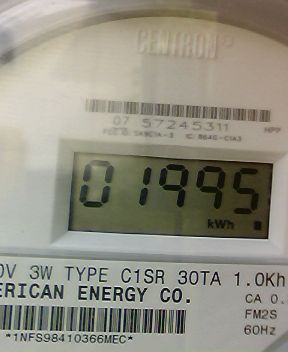 CENTRON®
07 57245311 HPP
01995
kWh
0V 3W TYPE C1SR 30TA 1.0Kh
ERICAN ENERGY CO. CA 0.
FM2S
60Hz
*1NFS98410366MEC*